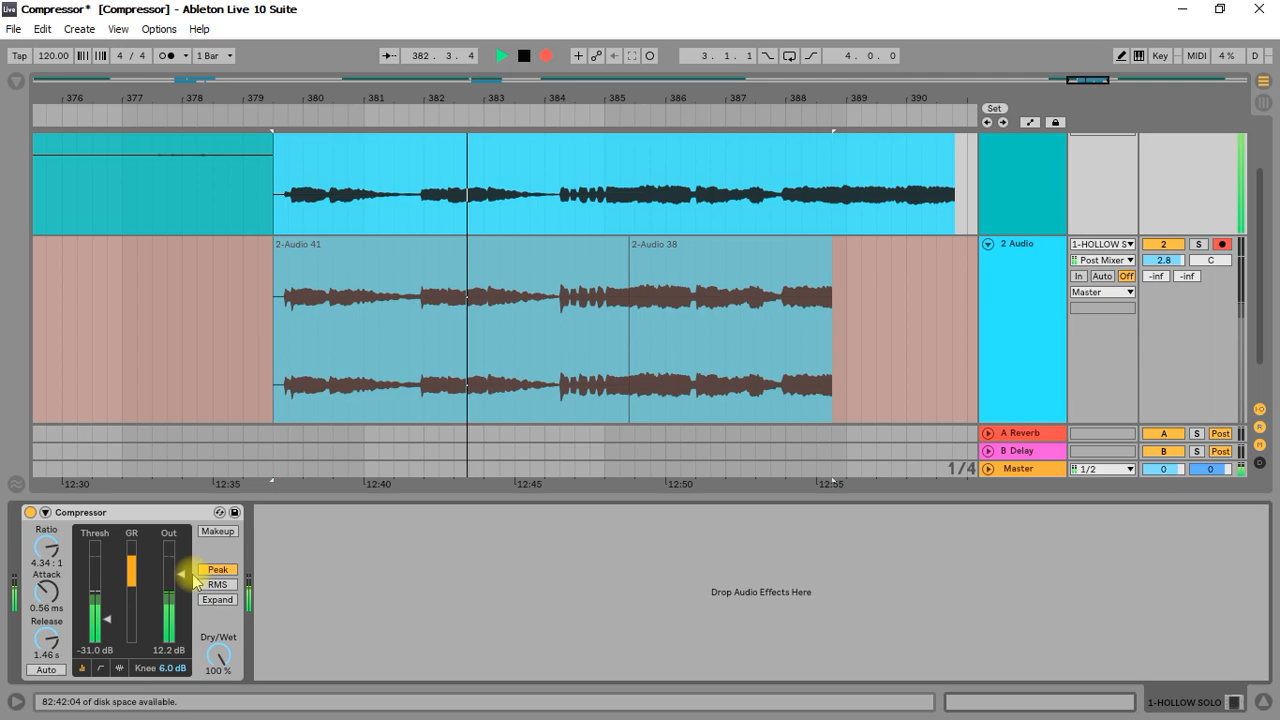 Live Compressor* [Compressor] - Ableton Live 10 Suite
File Edit Create View Options Help
Tap 120.00 4 / 4 1 Bar 382. 3. 4 3. 1. 1 4. 0. 0 Key MIDI 4 % D
376 377 378 379 380 381 382 383 384 385 386 387 388 389 390
Set
2-Audio 41 2-Audio 38
2 Audio 1-HOLLOW S 2 S
Post Mixer 2.8 C
In Auto Off -inf -inf
Master
A Reverb A S Post
B Delay B S Post
1/4 Master 1/2 0 0
12:30 12:35 12:40 12:45 12:50 12:55
IO
R
M
D
Compressor
Ratio Thresh GR Out Makeup
4.34 : 1
Attack Peak
RMS
0.56 ms Expand
Release
Dry/Wet
1.46 s -31.0 dB 12.2 dB
Auto Knee 6.0 dB 100 %
Drop Audio Effects Here
82:42:04 of disk space available. 1-HOLLOW SOLO